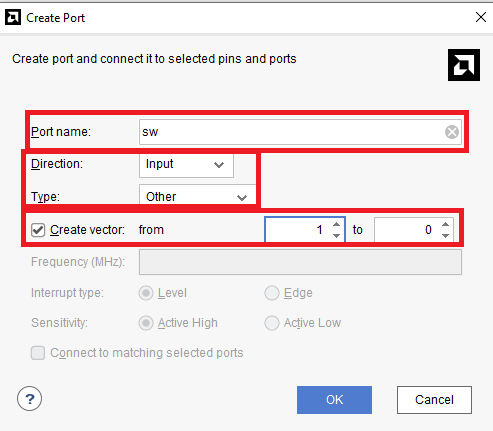 Create Port
Create port and connect it to selected pins and ports
Port name: sw
Direction: Input
Type: Other
Create vector: from 1 to 0
Frequency (MHz):
Interrupt type: Level Edge
Sensitivity: Active High Active Low
Connect to matching selected ports
? OK Cancel